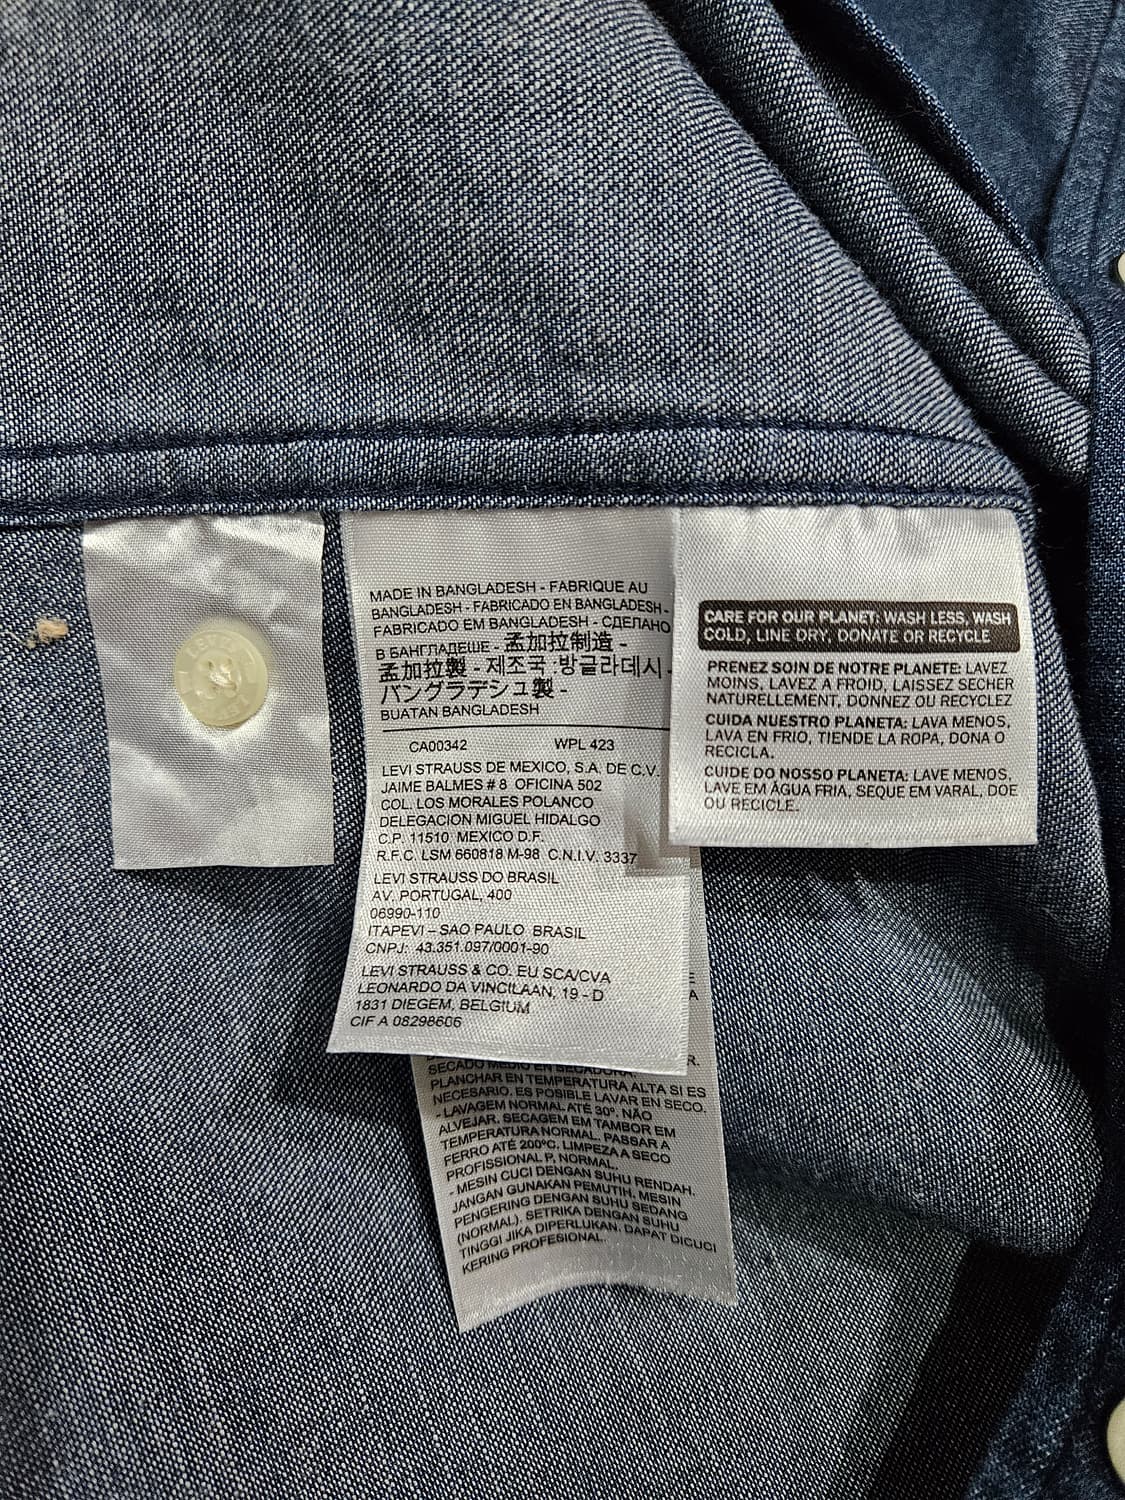 MADE IN BANGLADESH - FABRIQUE AU
BANGLADESH - FABRICADO EN BANGLADESH -
FABRICADO EM BANGLADESH - СДЕЛАНО
В БАНГЛАДЕШЕ - 孟加拉制造 -
孟加拉製 - 제조국 :방글라데시 -
バングラデシュ製 -
BUATAN BANGLADESH
CA00342 WPL 423
LEVI STRAUSS DE MEXICO, S.A. DE C.V.
JAIME BALMES # 8 OFICINA 502
COL. LOS MORALES POLANCO
DELEGACION MIGUEL HIDALGO
C.P. 11510 MEXICO D.F.
R.F.C. LSM 660818 M-98 C.N.I.V. 3337
LEVI STRAUSS DO BRASIL
AV. PORTUGAL, 400
06990-110
ITAPEVI – SAO PAULO BRASIL
CNPJ: 43.351.097/0001-90
LEVI STRAUSS & CO. EU SCA/CVA
LEONARDO DA VINCILAAN, 19 - D
1831 DIEGEM, BELGIUM
CIF A 08298606
CARE FOR OUR PLANET: WASH LESS, WASH
COLD, LINE DRY, DONATE OR RECYCLE
PRENEZ SOIN DE NOTRE PLANETE: LAVEZ
MOINS, LAVEZ A FROID, LAISSEZ SECHER
NATURELLEMENT, DONNEZ OU RECYCLEZ
CUIDA NUESTRO PLANETA: LAVA MENOS,
LAVA EN FRIO, TIENDE LA ROPA, DONA O
RECICLA.
CUIDE DO NOSSO PLANETA: LAVE MENOS,
LAVE EM ÁGUA FRIA, SEQUE EM VARAL, DOE
OU RECICLE.
SECADO MEDIO EN SECADORA.
PLANCHAR EN TEMPERATURA ALTA SI ES
NECESARIO. ES POSIBLE LAVAR EN SECO.
- LAVAGEM NORMAL ATÉ 30º. NÃO
ALVEJAR. SECAGEM EM TAMBOR EM
TEMPERATURA NORMAL. PASSAR A
FERRO ATÉ 200ºC. LIMPEZA A SECO
PROFISSIONAL P, NORMAL.
- MESIN CUCI DENGAN SUHU RENDAH.
JANGAN GUNAKAN PEMUTIH. MESIN
PENGERING DENGAN SUHU SEDANG
(NORMAL). SETRIKA DENGAN SUHU
TINGGI JIKA DIPERLUKAN. DAPAT DICUCI
KERING PROFESIONAL.